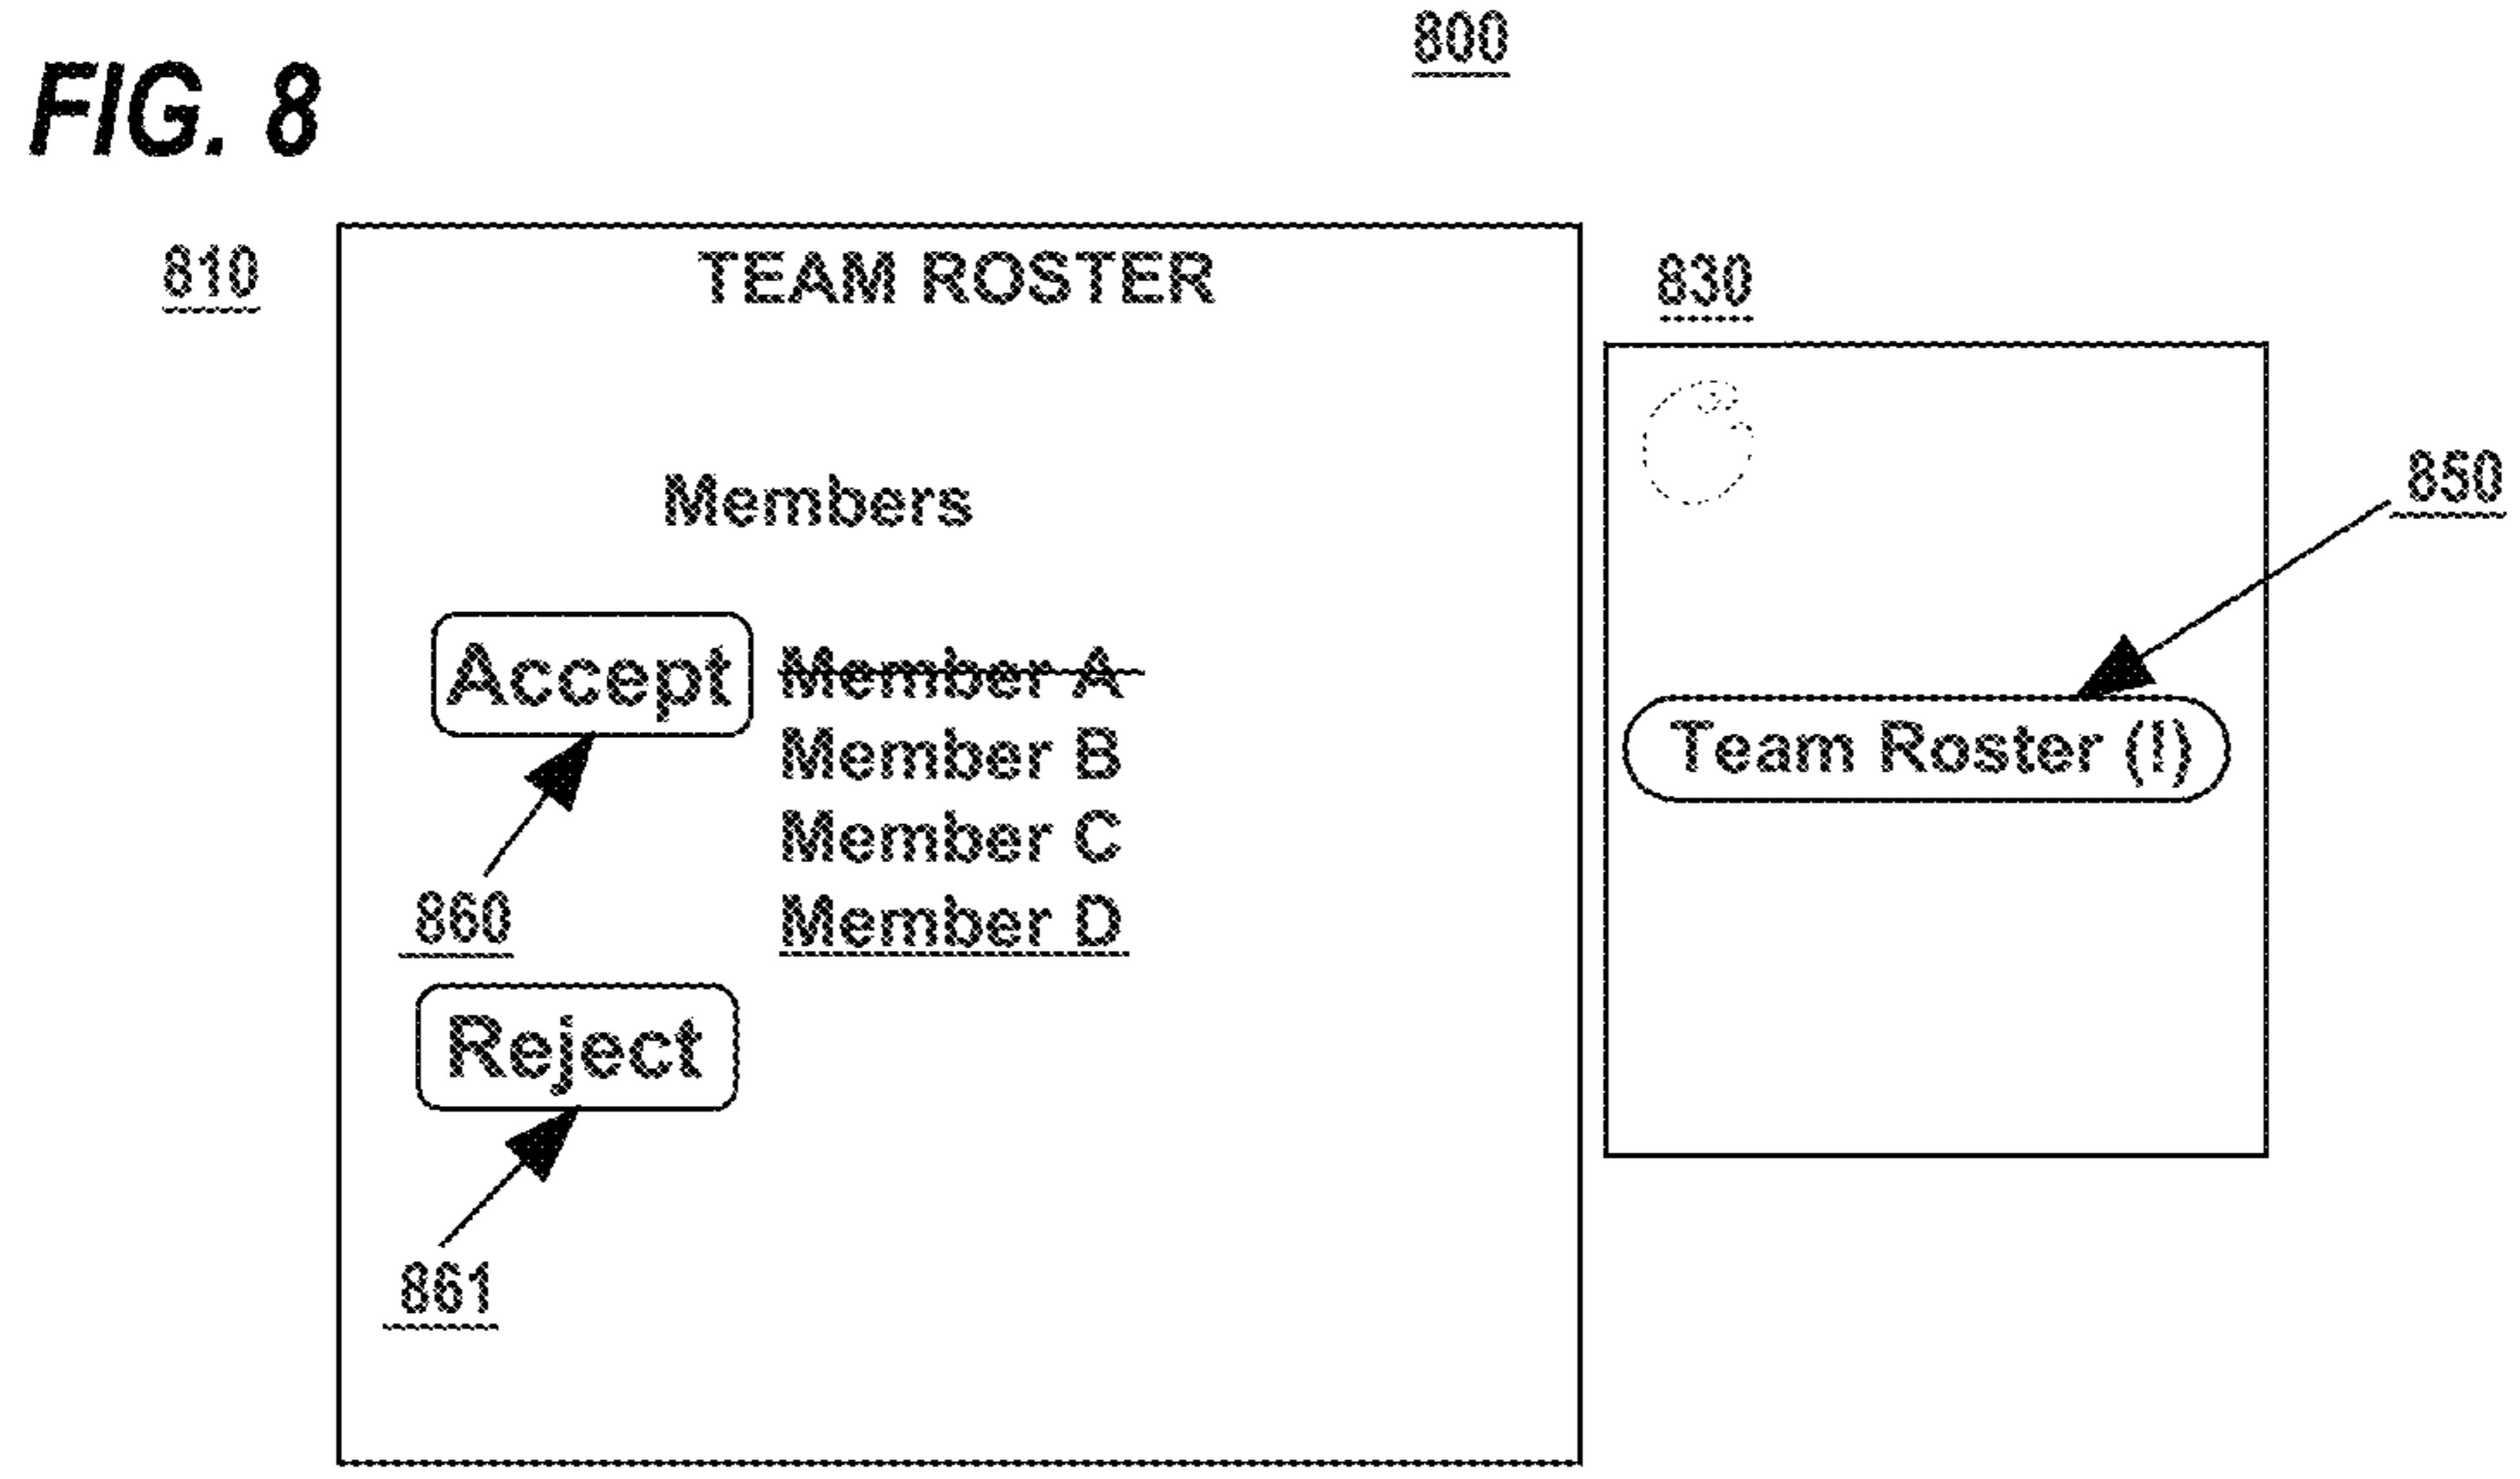 800
FIG. 8
810
TEAM ROSTER
830
Members
850
Accept
Member A
Member B
Team Roster (!)
Member C
860
Member D
Reject
861